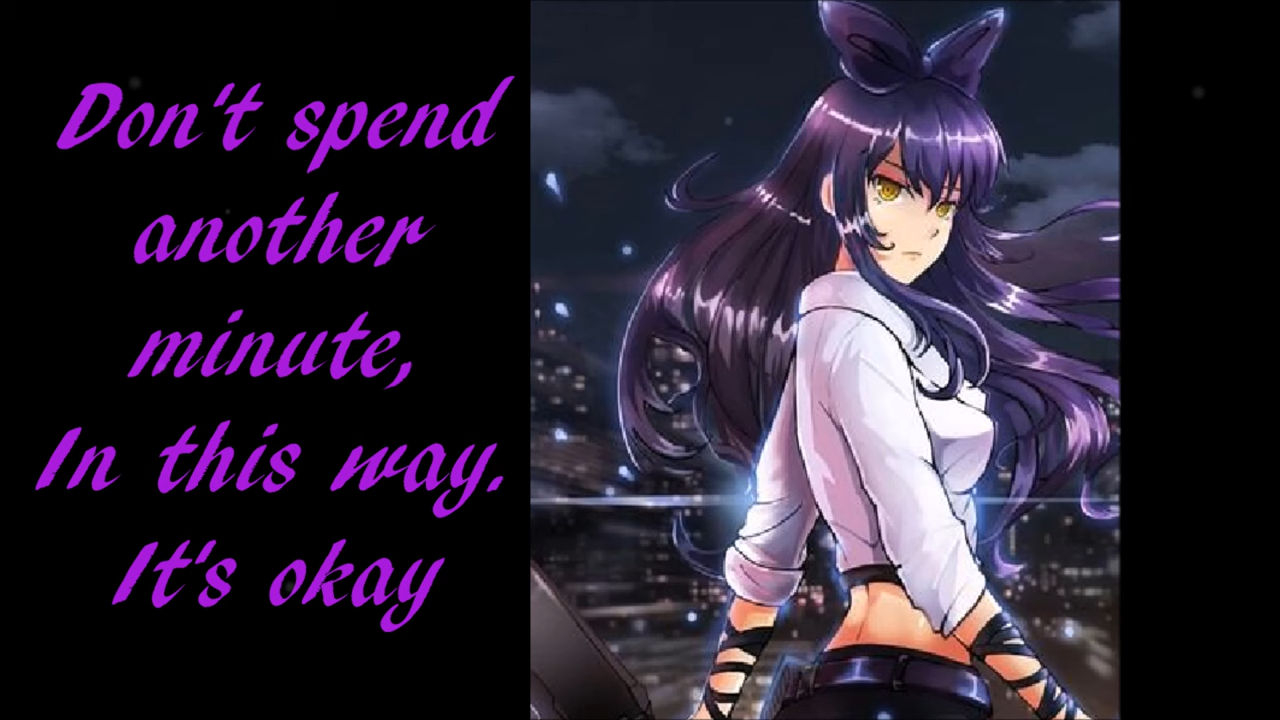 Don't spend
another
minute,
In this way.
It's okay